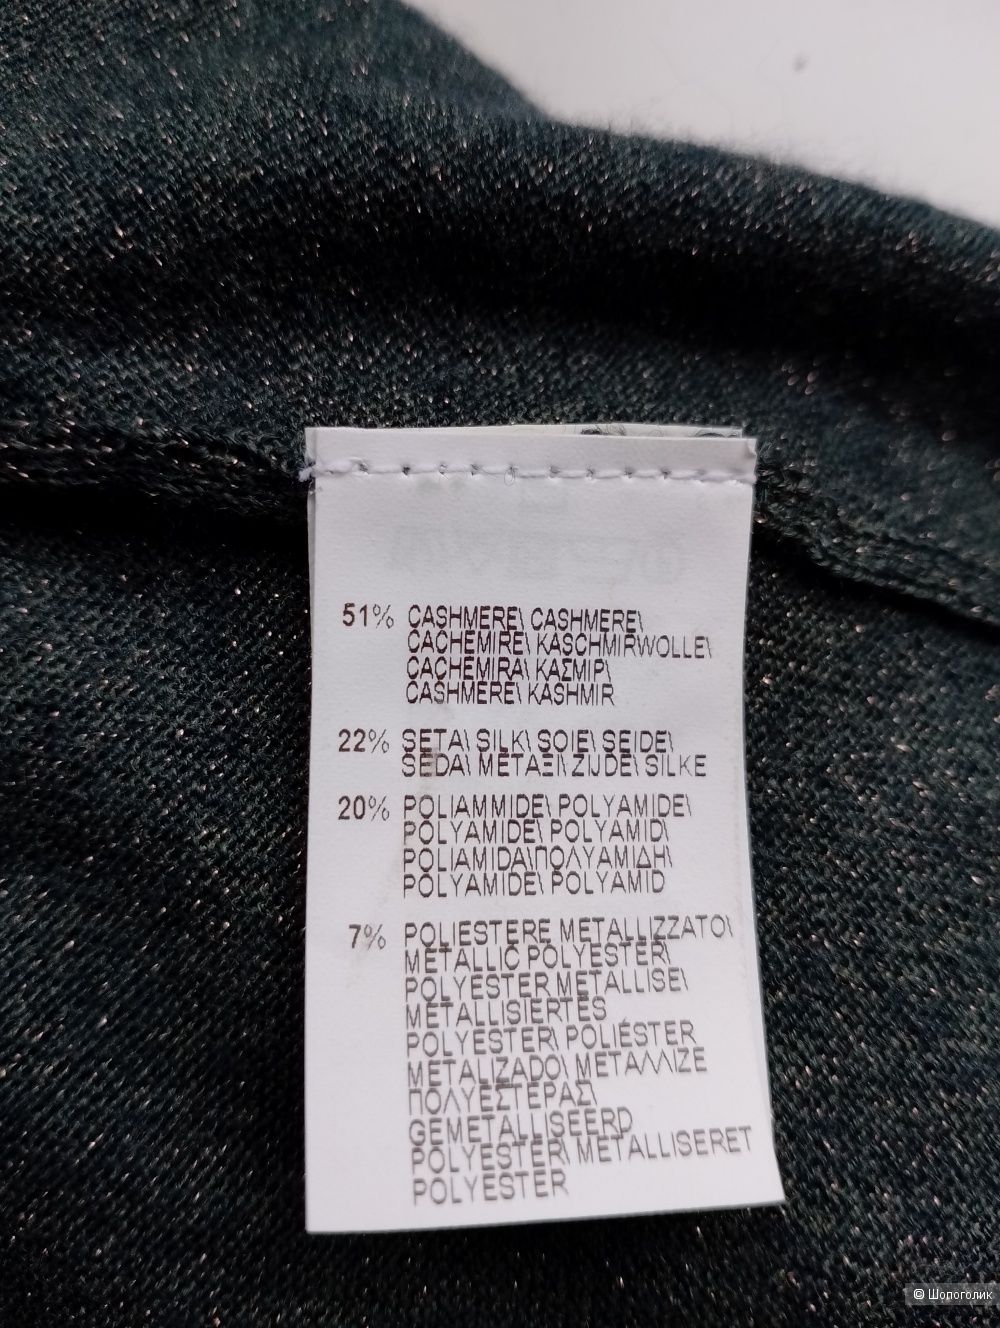 51% CASHMERE\ CASHMERE\
CACHEMIRE\ KASCHMIRWOLLE\
CACHEMIRA\ ΚΑΣΜΙΡ\
CASHMERE\ KASHMIR
22% SETA\ SILK\ SOIE\ SEIDE\
SEDA\ ΜΕΤΑΞΙ\ ZIJDE\ SILKE
20% POLIAMMIDE\ POLYAMIDE\
POLYAMIDE\ POLYAMID\
POLIAMIDA\ΠΟΛΥΑΜΙΔΗ\
POLYAMIDE\ POLYAMID
7% POLIESTERE METALLIZZATO\
METALLIC POLYESTER\
POLYESTER METALLISE\
METALLISIERTES
POLYESTER\ POLIÉSTER
METALIZADO\ ΜΕΤΑΛΛΙΖΕ
ΠΟΛΥΕΣΤΕΡΑΣ\
GEMETALLISEERD
POLYESTER\ METALLISERET
POLYESTER
© Шопоголик